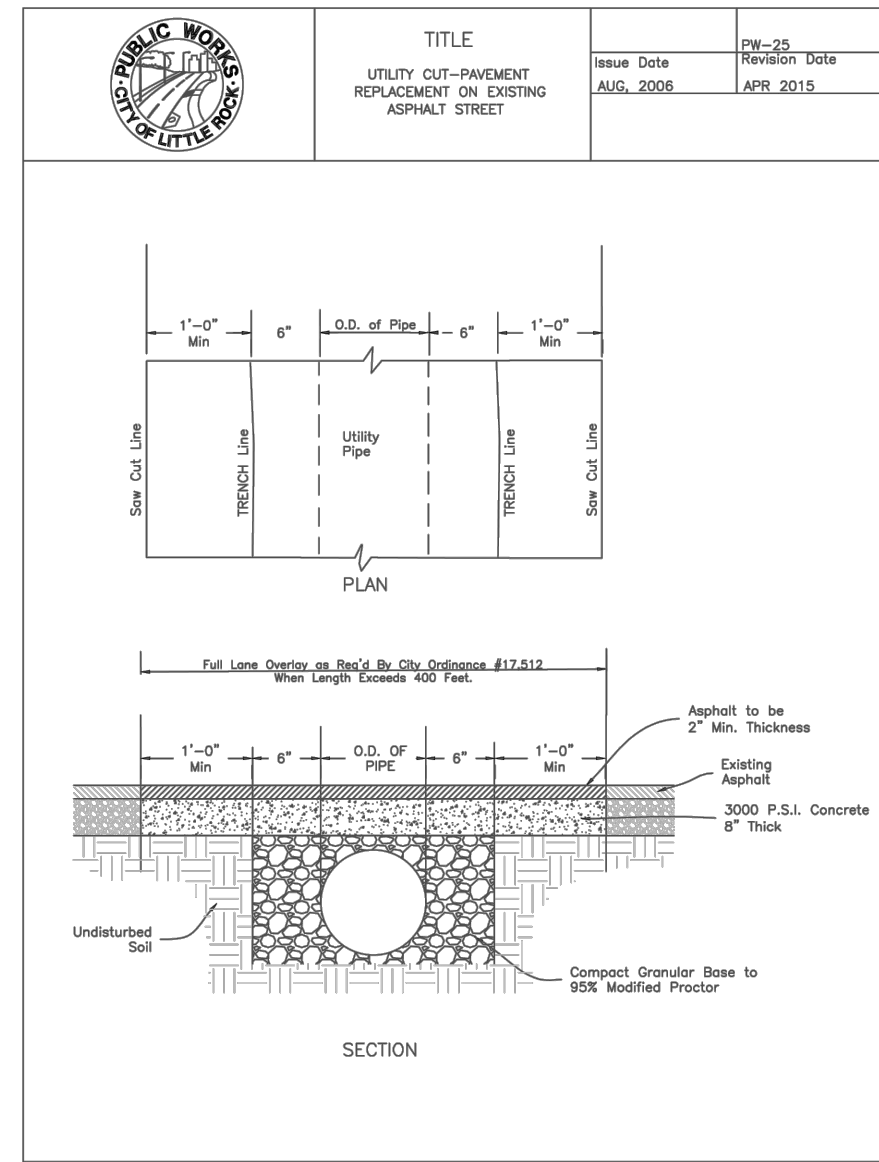 PUBLIC WORKS
CITY OF LITTLE ROCK
TITLE
UTILITY CUT-PAVEMENT
REPLACEMENT ON EXISTING
ASPHALT STREET
PW-25
Issue Date
AUG, 2006
Revision Date
APR 2015
1'-0"
Min
6"
O.D. of Pipe
6"
1'-0"
Min
Saw Cut Line
TRENCH Line
Utility
Pipe
TRENCH Line
Saw Cut Line
PLAN
Full Lane Overlay as Req'd By City Ordinance #17,512
When Length Exceeds 400 Feet.
1'-0"
Min
6"
O.D. OF
PIPE
6"
1'-0"
Min
Asphalt to be
2" Min. Thickness
Existing
Asphalt
3000 P.S.I. Concrete
8" Thick
Undisturbed
Soil
Compact Granular Base to
95% Modified Proctor
SECTION